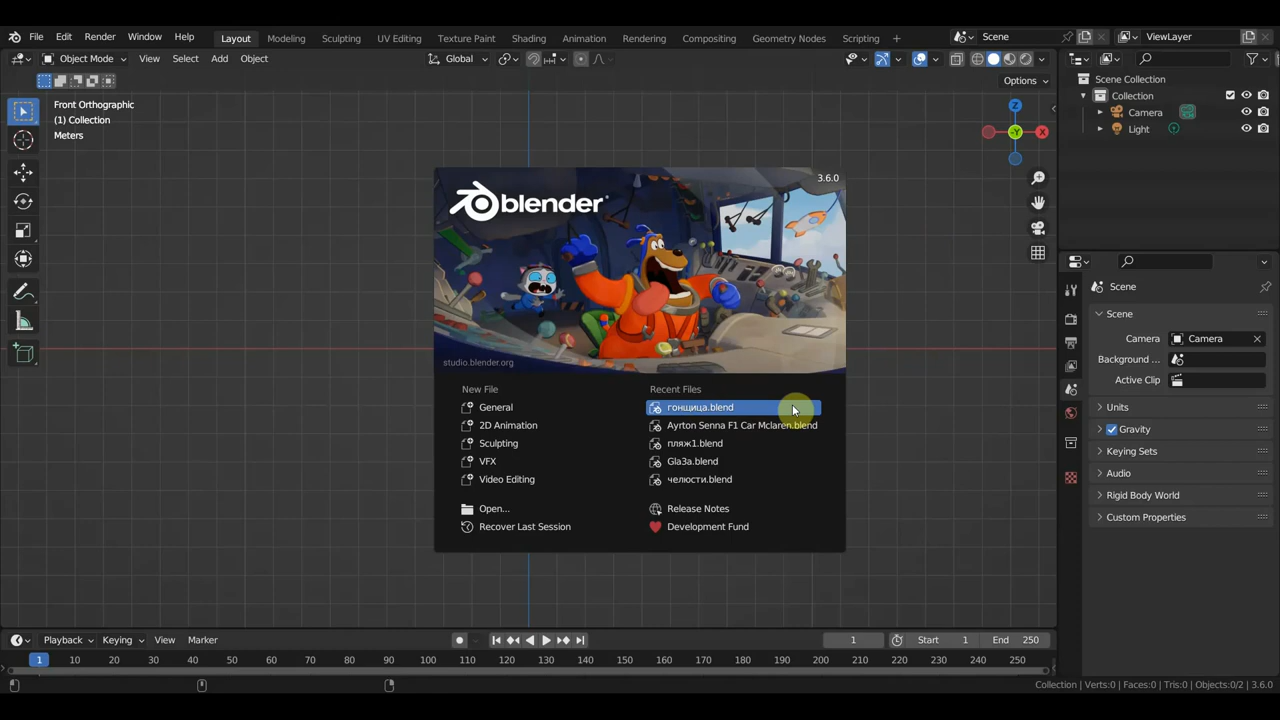 File Edit Render Window Help Layout Modeling Sculpting UV Editing Texture Paint Shading Animation Rendering Compositing Geometry Nodes Scripting + Scene ViewLayer
Object Mode View Select Add Object Global
Options
Front Orthographic
(1) Collection
Meters
Z
-Y
X
Scene Collection
Collection
Camera
Light
blender
3.6.0
studio.blender.org
New File
General
2D Animation
Sculpting
VFX
Video Editing
Open...
Recover Last Session
Recent Files
гонщица.blend
Ayrton Senna F1 Car Mclaren.blend
пляж1.blend
Gla3a.blend
челюсти.blend
Release Notes
Development Fund
Scene
Scene
Camera Camera
Background ...
Active Clip
Units
Gravity
Keying Sets
Audio
Rigid Body World
Custom Properties
Playback Keying View Marker 1 Start 1 End 250
1 10 20 30 40 50 60 70 80 90 100 110 120 130 140 150 160 170 180 190 200 210 220 230 240 250
Collection | Verts:0 | Faces:0 | Tris:0 | Objects:0/2 | 3.6.0